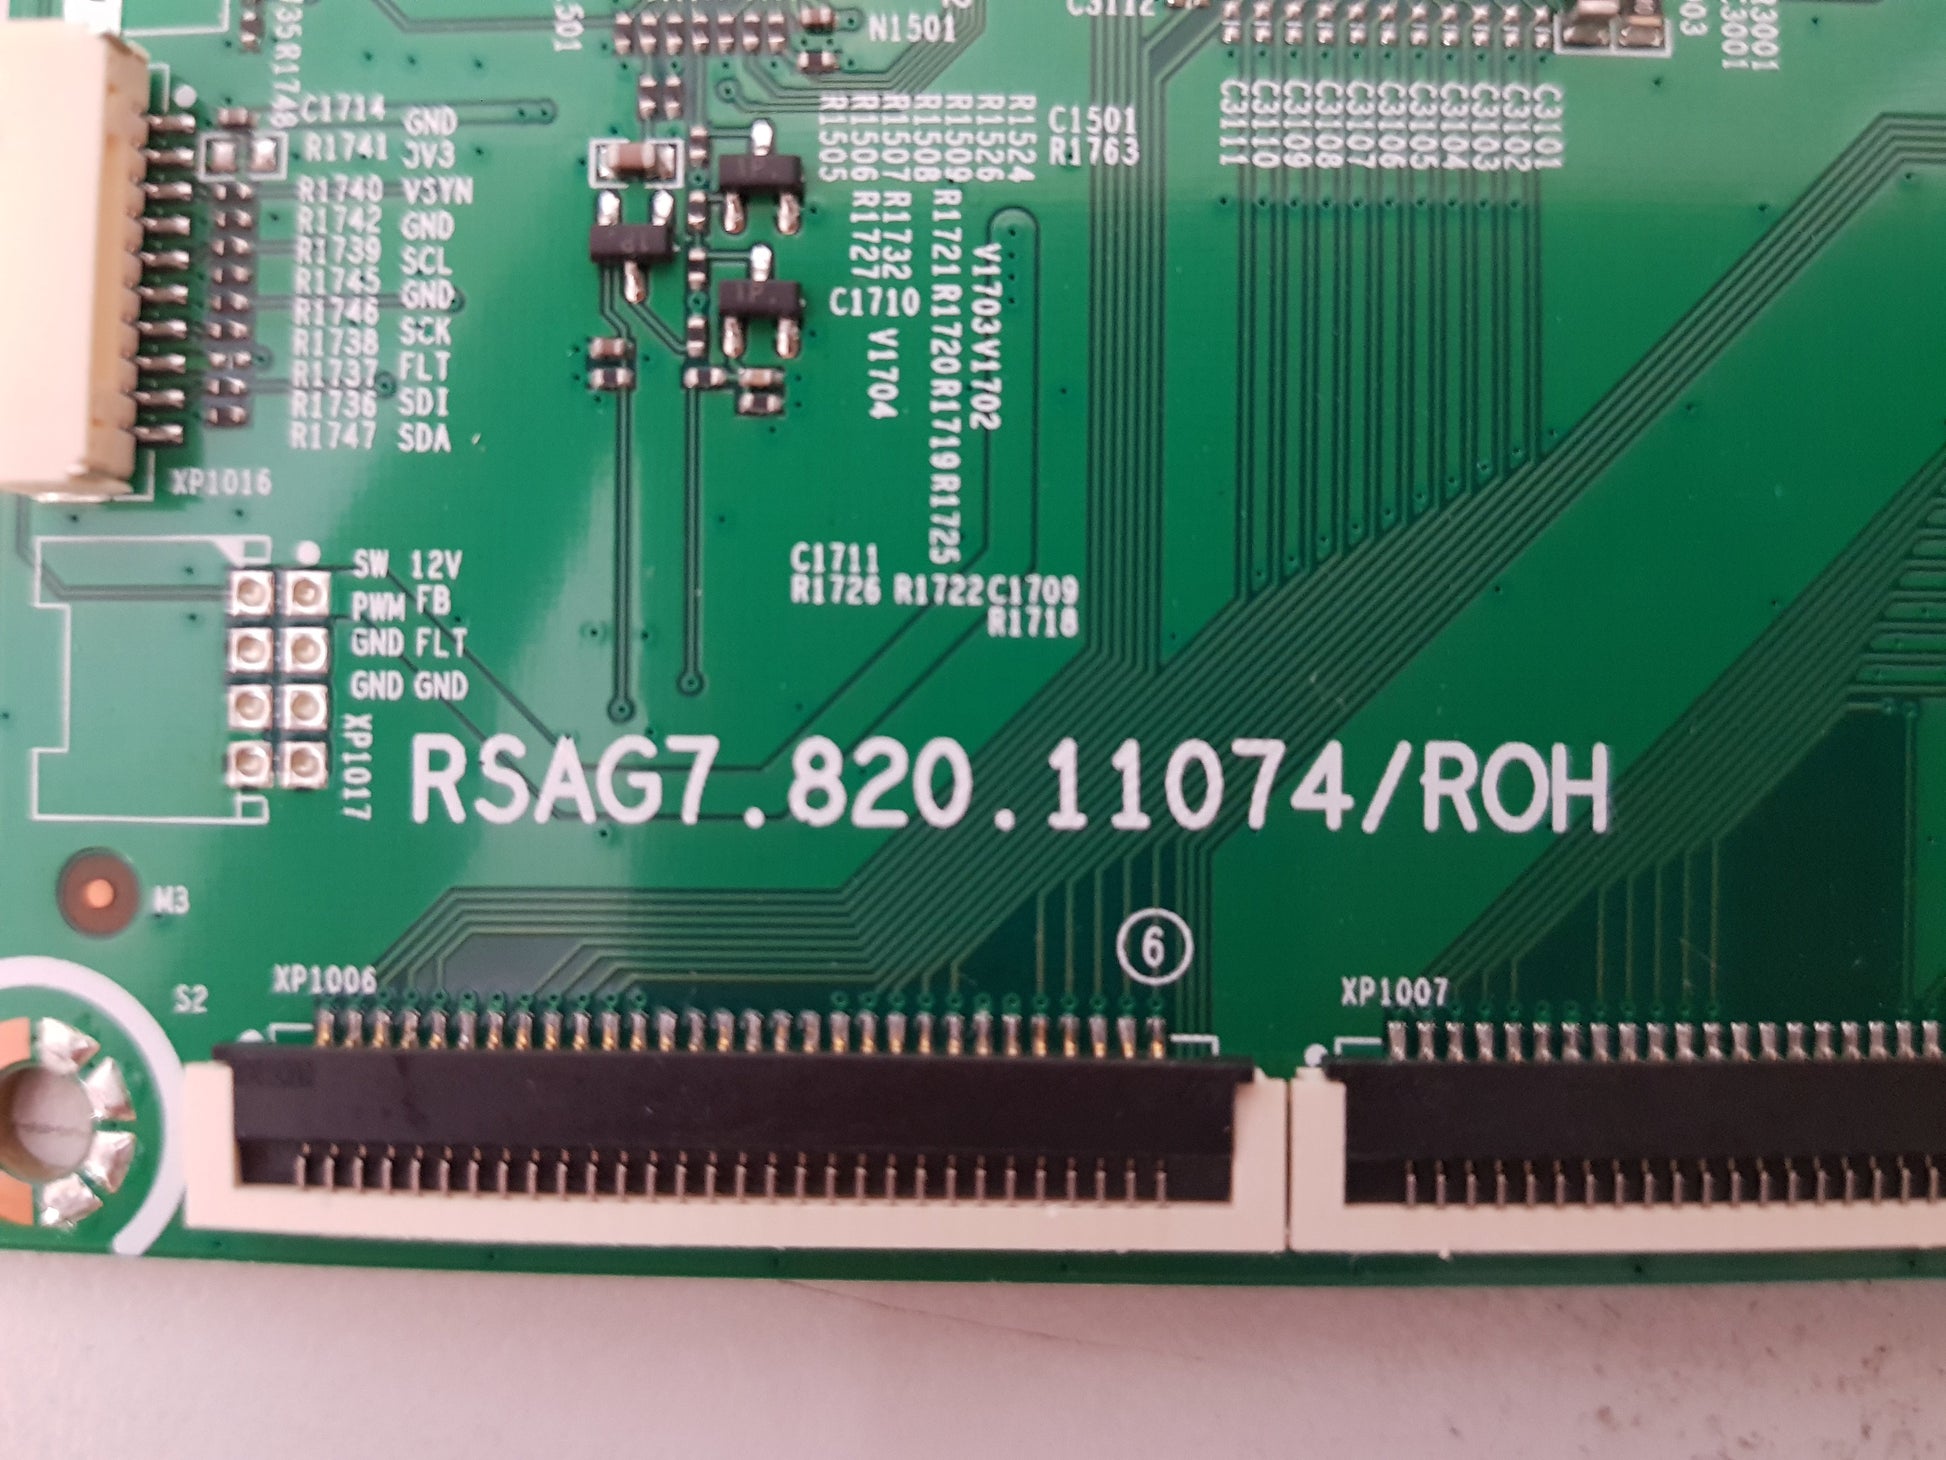 N1501
C3112
C1714 GND
R1741 3V3
R1740 VSYN
R1742 GND
R1739 SCL
R1745 GND
R1746 SCK
R1738 FLT
R1737 SDI
R1736 SDA
R1747
XP1016
R1748
R1505
R1506 R1727
R1507 R1732
R1508
R1509 R1721 R1720 R1719 R1725
R1526
R1524
C1501
R1763
C1710
V1704
V1703 V1702
C3111
C3110
C3109
C3108
C3107
C3106
C3105
C3104
C3103
C3102
C3101
C1711
R1726 R1722 C1709
R1718
SW 12V
PWM FB
GND FLT
GND GND
XP1017
RSAG7.820.11074/ROH
M3
S2
XP1006
6
XP1007